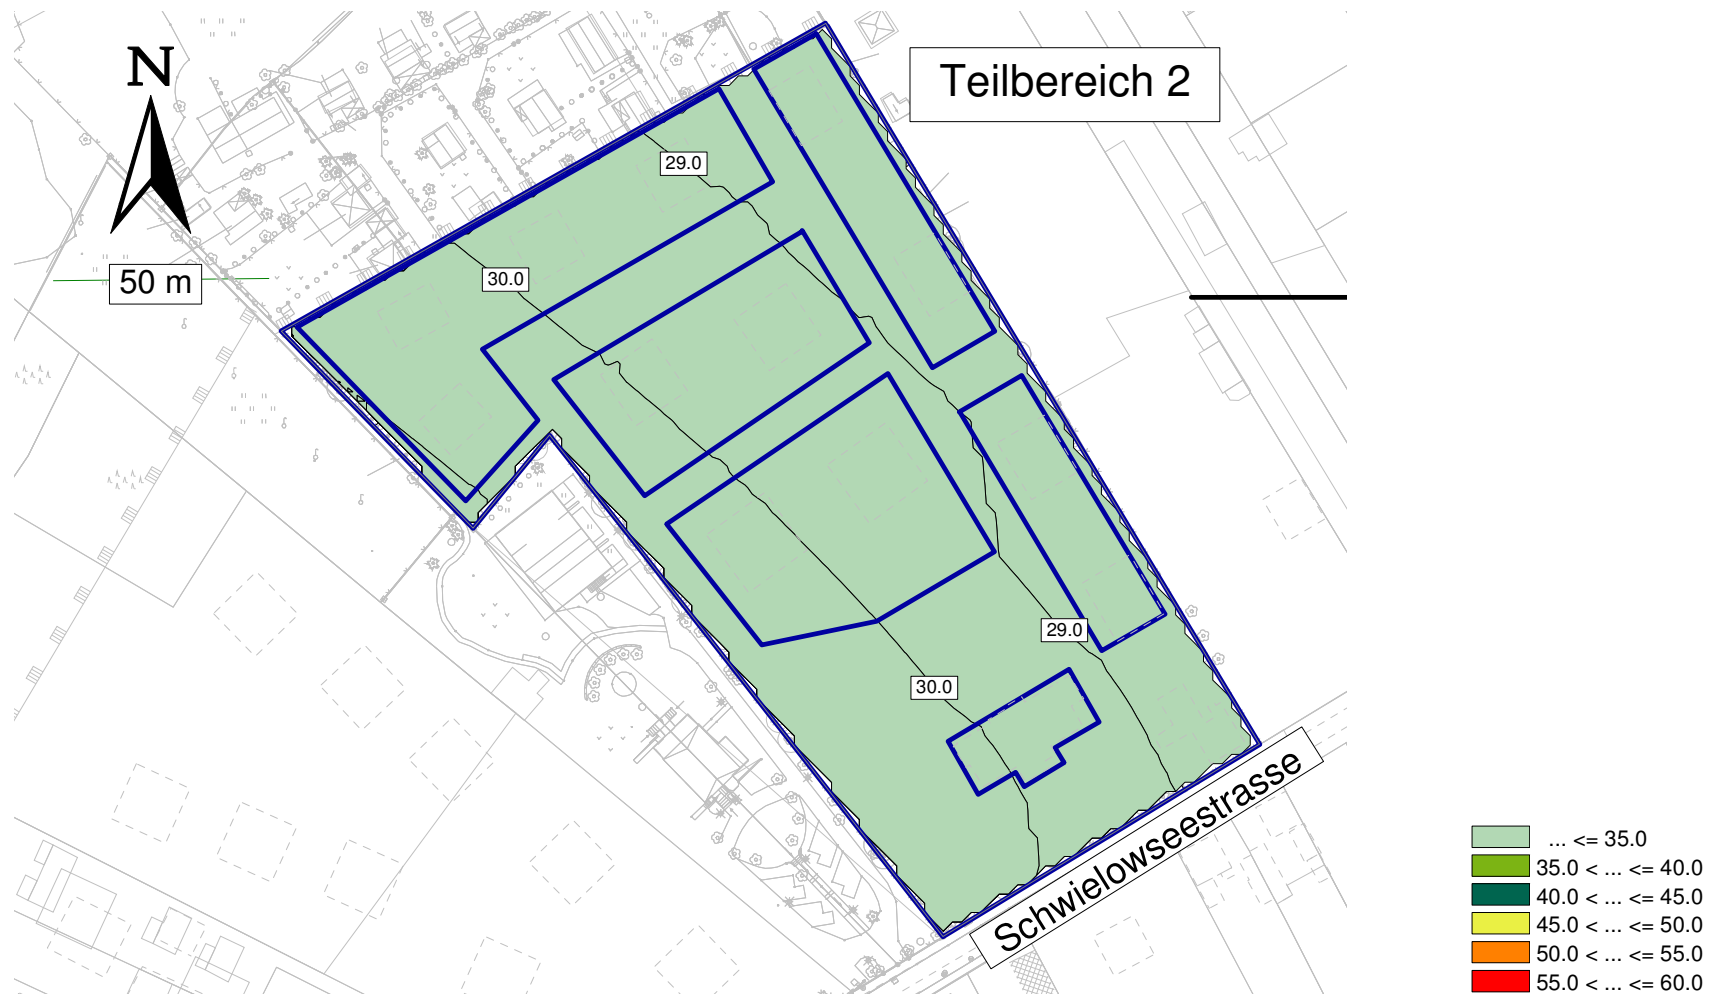 N
Teilbereich 2
29.0
30.0
50 m
29.0
30.0
Schwielowseestrasse
... <= 35.0
35.0 < ... <= 40.0
40.0 < ... <= 45.0
45.0 < ... <= 50.0
50.0 < ... <= 55.0
55.0 < ... <= 60.0